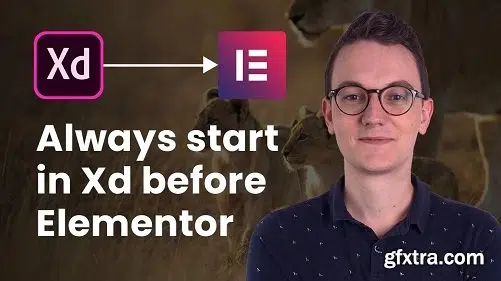 Xd
Always start
in Xd before
Elementor
gfxtra.com